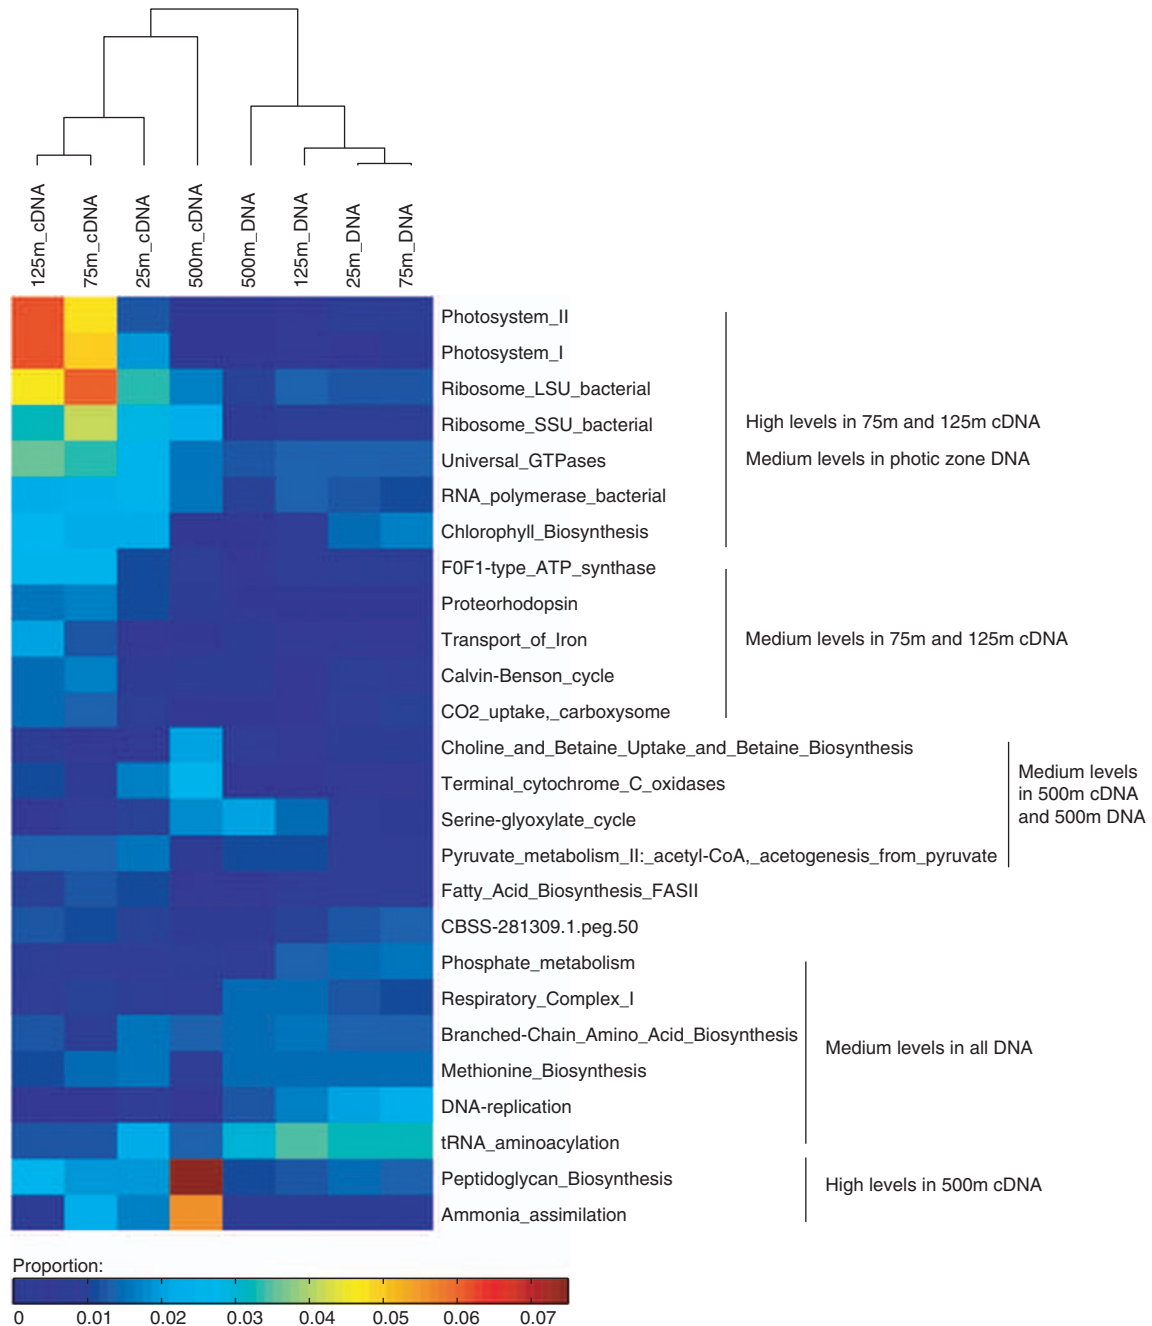 125m_cDNA
75m_cDNA
25m_cDNA
500m_cDNA
500m_DNA
125m_DNA
25m_DNA
75m_DNA
Photosystem_II
Photosystem_I
Ribosome_LSU_bacterial
Ribosome_SSU_bacterial
Universal_GTPases
RNA_polymerase_bacterial
Chlorophyll_Biosynthesis
High levels in 75m and 125m cDNA
Medium levels in photic zone DNA
F0F1-type_ATP_synthase
Proteorhodopsin
Transport_of_Iron
Calvin-Benson_cycle
CO2_uptake,_carboxysome
Medium levels in 75m and 125m cDNA
Choline_and_Betaine_Uptake_and_Betaine_Biosynthesis
Terminal_cytochrome_C_oxidases
Serine-glyoxylate_cycle
Pyruvate_metabolism_II:_acetyl-CoA,_acetogenesis_from_pyruvate
Medium levels
in 500m cDNA
and 500m DNA
Fatty_Acid_Biosynthesis_FASII
CBSS-281309.1.peg.50
Phosphate_metabolism
Respiratory_Complex_I
Branched-Chain_Amino_Acid_Biosynthesis
Methionine_Biosynthesis
DNA-replication
tRNA_aminoacylation
Medium levels in all DNA
Peptidoglycan_Biosynthesis
Ammonia_assimilation
High levels in 500m cDNA
Proportion:
0 0.01 0.02 0.03 0.04 0.05 0.06 0.07